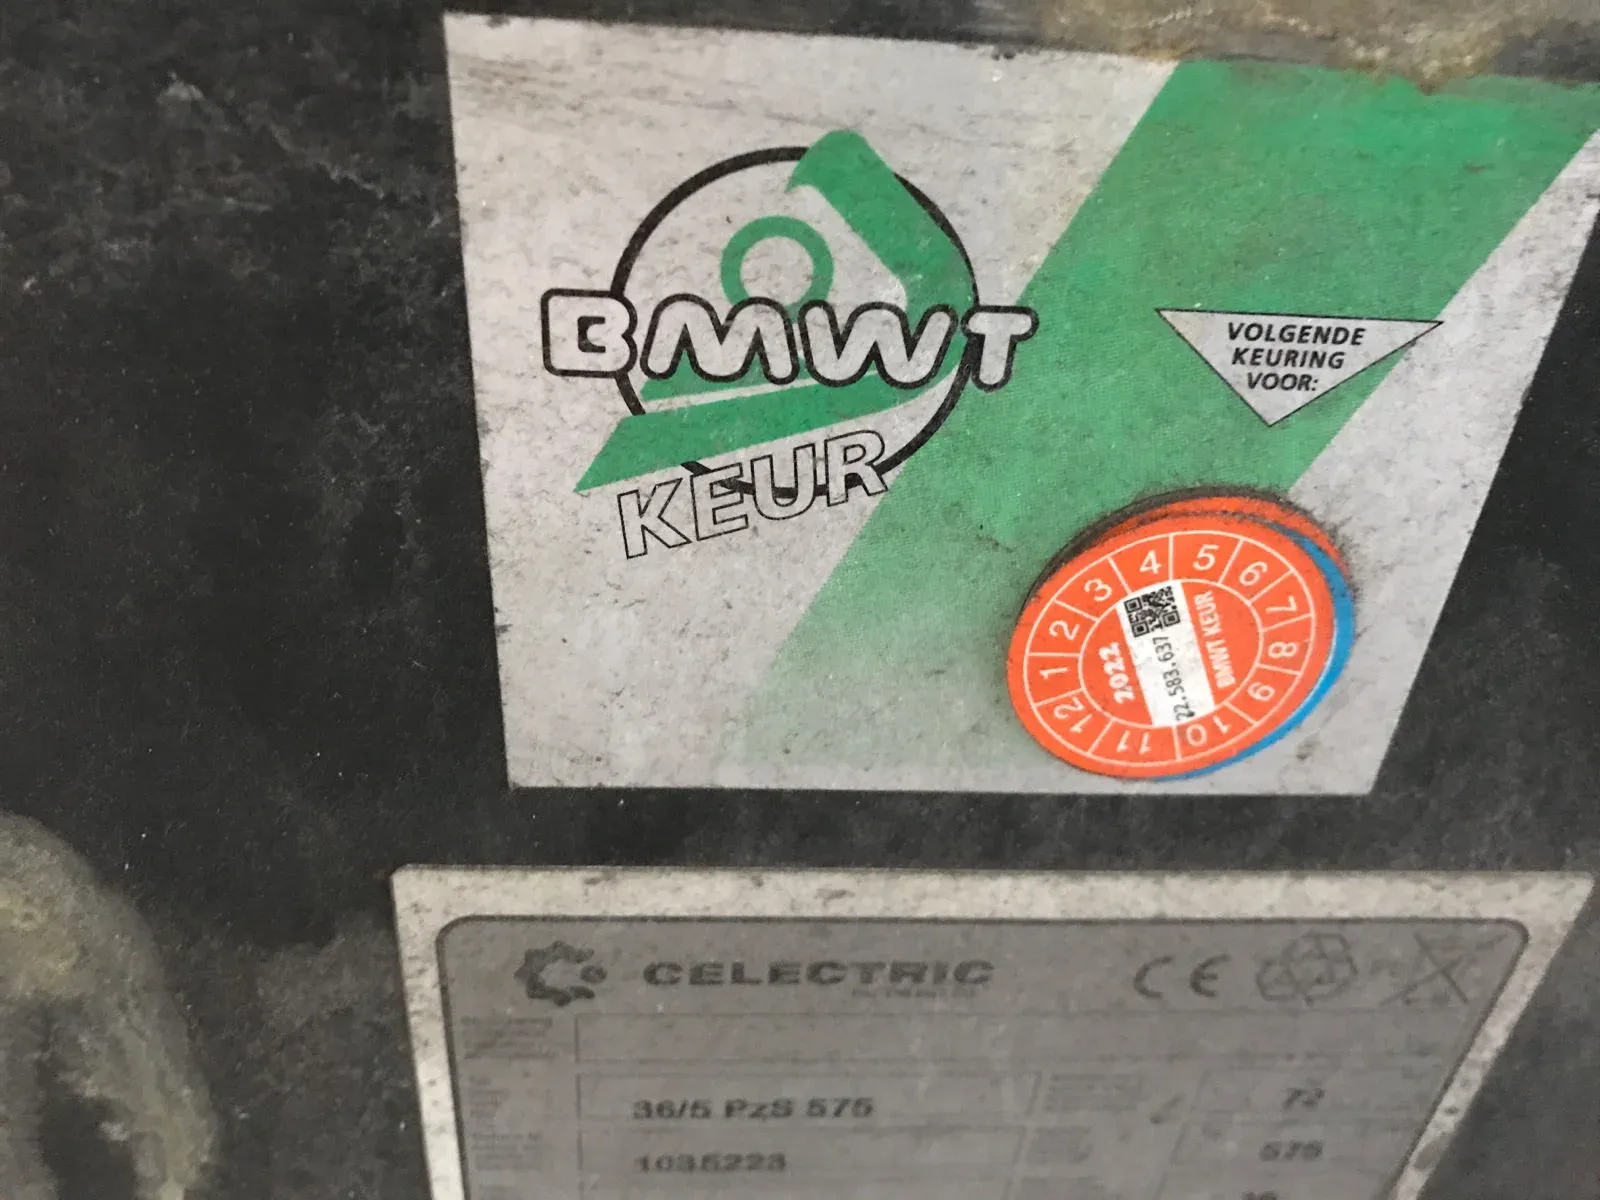 BMWT
KEUR
VOLGENDE
KEURING
VOOR:
1 2 3 4 5 6 7 8 9 10 11 12
2022
22.583.637
BMWT KEUR
CELECTRIC
CE
36/5 PzS 575
72
1035223
575